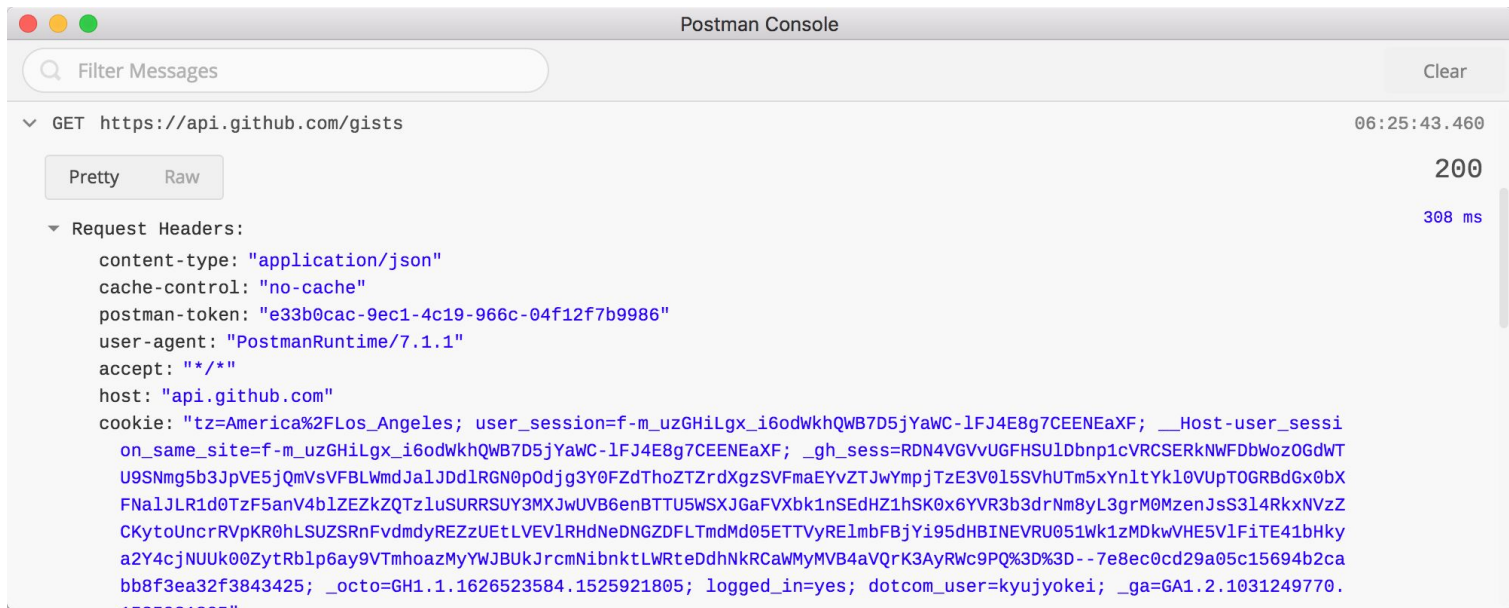 Postman Console
Filter Messages
Clear
GET https://api.github.com/gists
06:25:43.460
Pretty Raw
200
308 ms
Request Headers:
content-type: "application/json"
cache-control: "no-cache"
postman-token: "e33b0cac-9ec1-4c19-966c-04f12f7b9986"
user-agent: "PostmanRuntime/7.1.1"
accept: "*/*"
host: "api.github.com"
cookie: "tz=America%2FLos_Angeles; user_session=f-m_uzGHiLgx_i6odWkhQWB7D5jYaWC-lFJ4E8g7CEENEaXF; __Host-user_sessi
on_same_site=f-m_uzGHiLgx_i6odWkhQWB7D5jYaWC-lFJ4E8g7CEENEaXF; _gh_sess=RDN4VGVvUGFHSUlDbnp1cVRCSERkNWFDbWozOGdWT
U9SNmg5b3JpVE5jQmVsVFBLWmdJalJDdlRGN0pOdjg3Y0FZdThoZTZrdXgzSVFmaEYvZTJwYmpjTzE3V0l5SVhUTm5xYnltYkl0VUpTOGRBdGx0bX
FNalJLR1d0TzF5anV4blZEZkZQTzluSURRSUY3MXJwUVB6enBTTU5WSXJGaFVXbk1nSEdHZ1hSK0x6YVR3b3drNm8yL3grM0MzenJsS3l4RkxNVzZ
CKytoUncrRVpKR0hLSUZSRnFvdmdyREZzUEtLVEVlRHdNeDNGZDFLTmdMd05ETTVyRElmbFBjYi95dHBINEVRU051Wk1zMDkwVHE5VlFiTE41bHky
a2Y4cjNUUk00ZytRblp6ay9VTmhoazMyYWJBUkJrcmNibnktLWRteDdhNkRCaWMyMVB4aVQrK3AyRWc9PQ%3D%3D--7e8ec0cd29a05c15694b2ca
bb8f3ea32f3843425; _octo=GH1.1.1626523584.1525921805; logged_in=yes; dotcom_user=kyujyokei; _ga=GA1.2.1031249770.